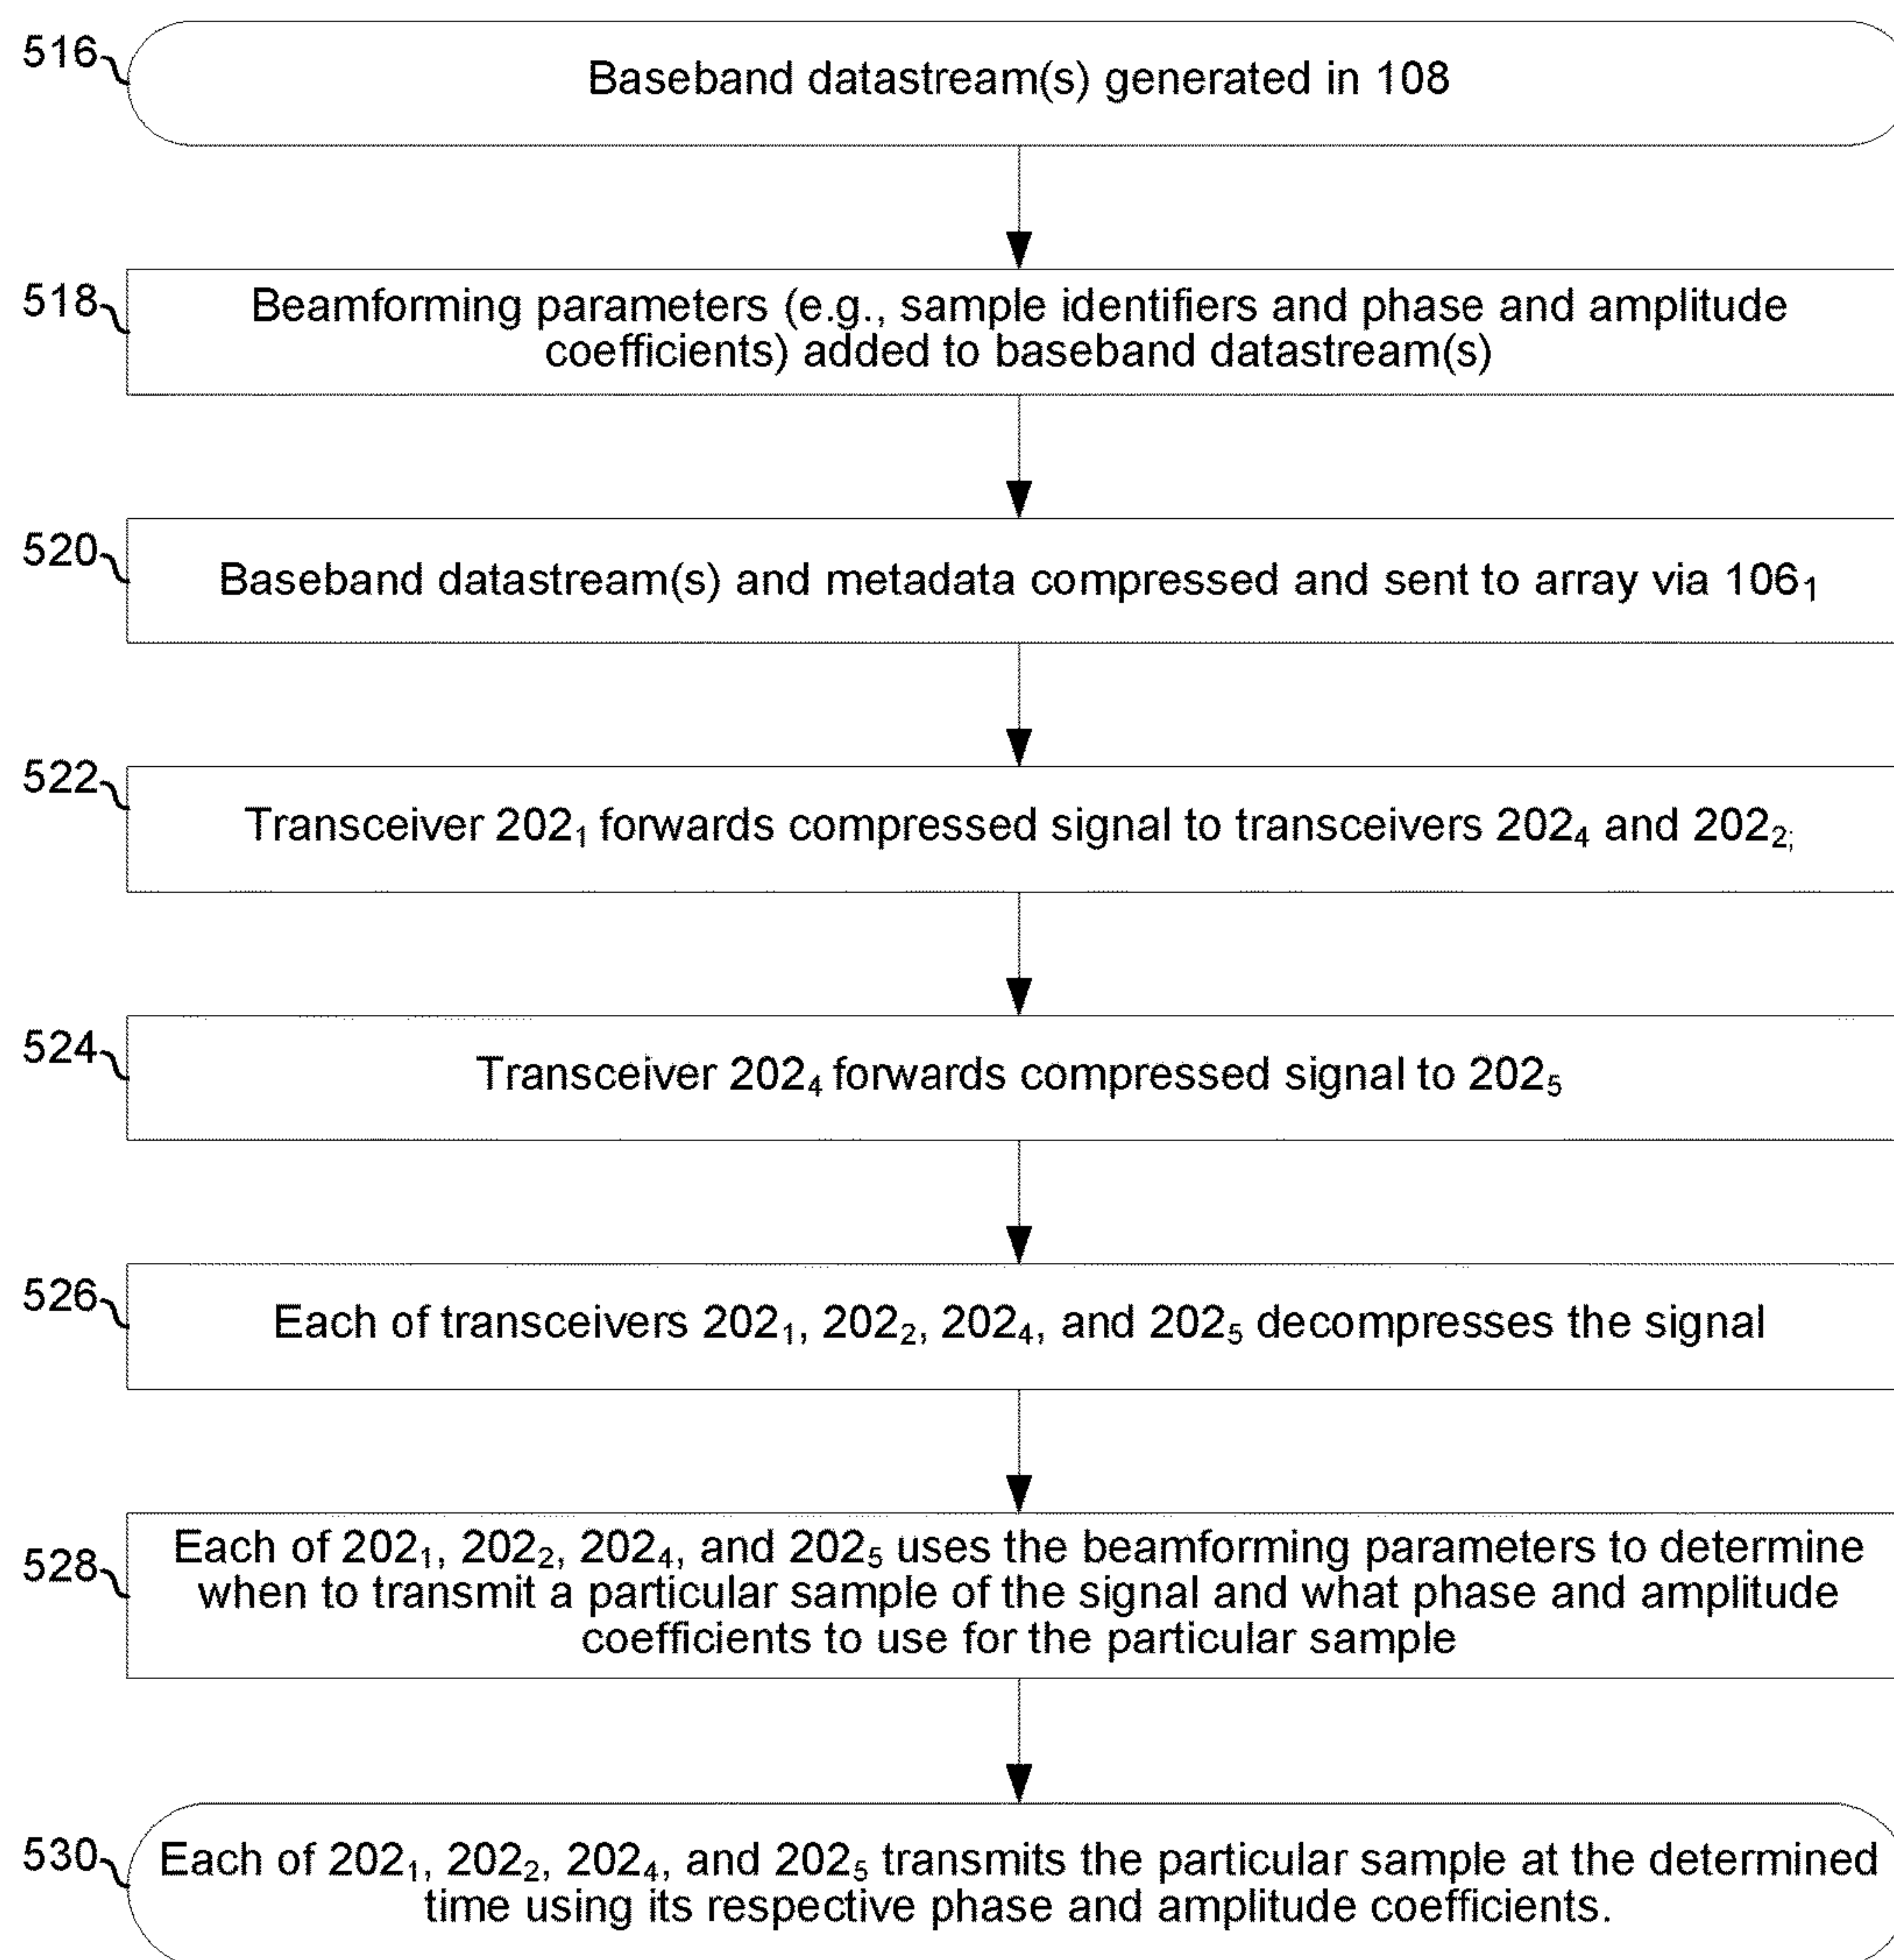 516
Baseband datastream(s) generated in 108
518
Beamforming parameters (e.g., sample identifiers and phase and amplitude
coefficients) added to baseband datastream(s)
520
Baseband datastream(s) and metadata compressed and sent to array via 106₁
522
Transceiver 202₁ forwards compressed signal to transceivers 202₄ and 202₂;
524
Transceiver 202₄ forwards compressed signal to 202₅
526
Each of transceivers 202₁, 202₂, 202₄, and 202₅ decompresses the signal
528
Each of 202₁, 202₂, 202₄, and 202₅ uses the beamforming parameters to determine
when to transmit a particular sample of the signal and what phase and amplitude
coefficients to use for the particular sample
530
Each of 202₁, 202₂, 202₄, and 202₅ transmits the particular sample at the determined
time using its respective phase and amplitude coefficients.